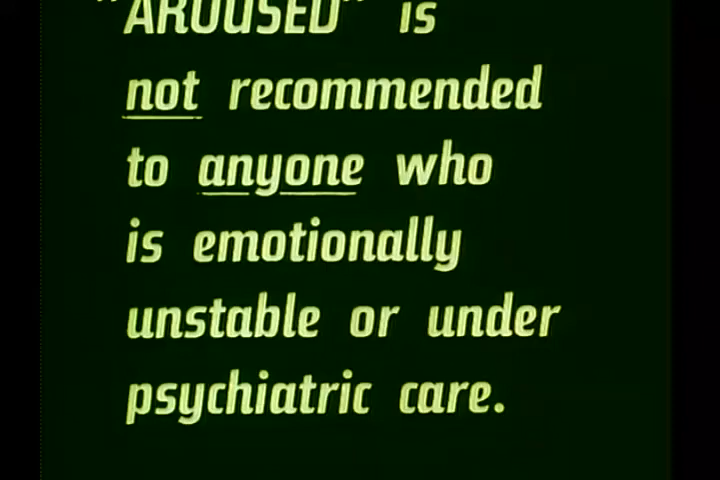 "AROUSED" is
not recommended
to anyone who
is emotionally
unstable or under
psychiatric care.